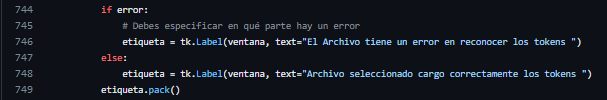 744 if error:
745 # Debes especificar en qué parte hay un error
746 etiqueta = tk.Label(ventana, text="El Archivo tiene un error en reconocer los tokens ")
747 else:
748 etiqueta = tk.Label(ventana, text="Archivo seleccionado cargo correctamente los tokens ")
749 etiqueta.pack()